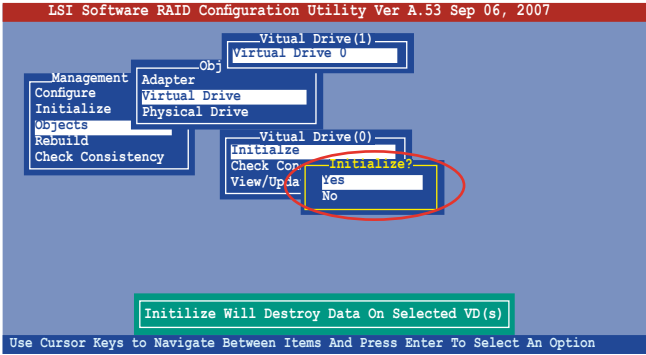 LSI Software RAID Configuration Utility Ver A.53 Sep 06, 2007
Vitual Drive(1)
Virtual Drive 0
Obj
Adapter
Virtual Drive
Physical Drive
Management
Configure
Initialize
Objects
Rebuild
Check Consistency
Vitual Drive(0)
Initialze
Check Con
View/Upda
Initialize?
Yes
No
Initilize Will Destroy Data On Selected VD(s)
Use Cursor Keys to Navigate Between Items And Press Enter To Select An Option